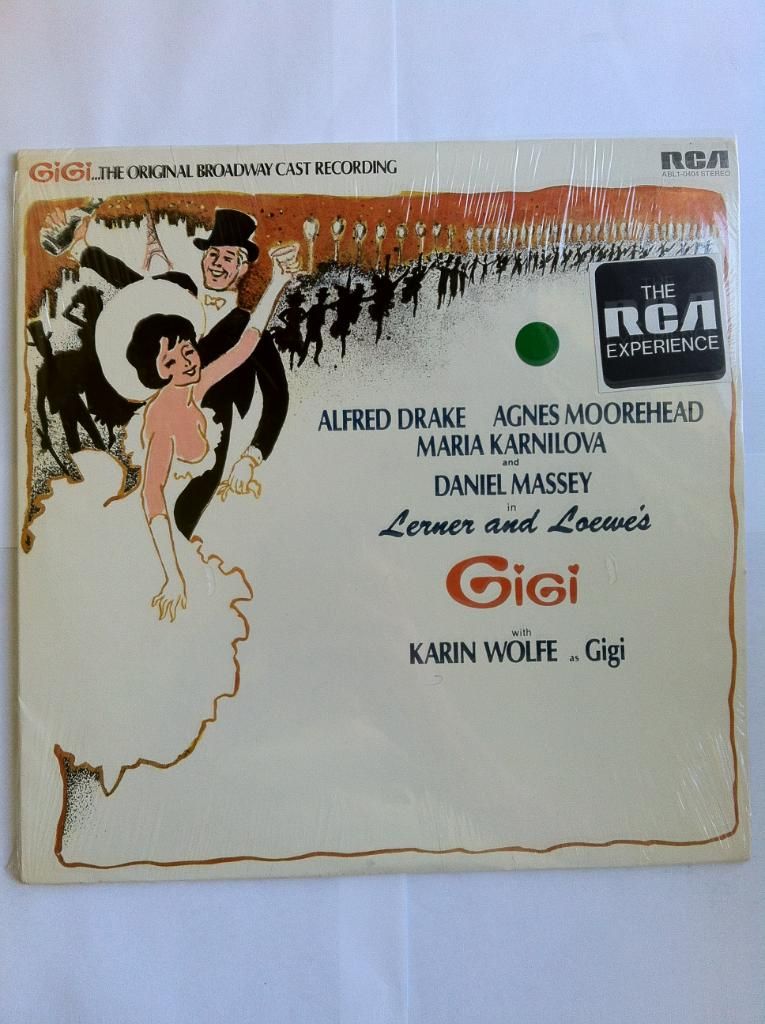 GiGi...THE ORIGINAL BROADWAY CAST RECORDING
RCA
ABL1-0404 STEREO
THE
RCA
EXPERIENCE
ALFRED DRAKE AGNES MOOREHEAD
MARIA KARNILOVA
and
DANIEL MASSEY
in
Lerner and Loewe's
GiGi
with
KARIN WOLFE as Gigi